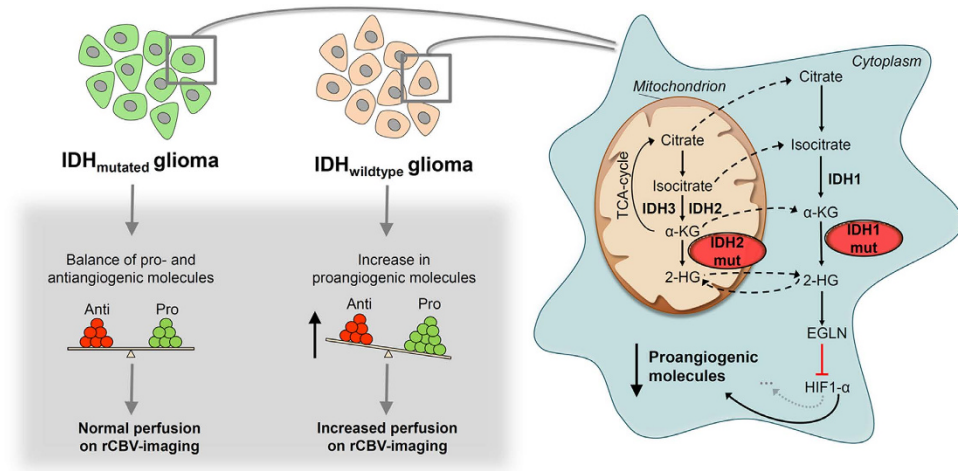 IDHmutated glioma
Balance of pro- and
antiangiogenic molecules
Anti
Pro
Normal perfusion
on rCBV-imaging
IDHwildtype glioma
Increase in
proangiogenic molecules
Anti
Pro
Increased perfusion
on rCBV-imaging
Cytoplasm
Mitochondrion
Citrate
Isocitrate
IDH3
IDH2
TCA-cycle
α-KG
IDH2
mut
2-HG
Citrate
Isocitrate
IDH1
α-KG
IDH1
mut
2-HG
EGLN
HIF1-α
...
Proangiogenic
molecules